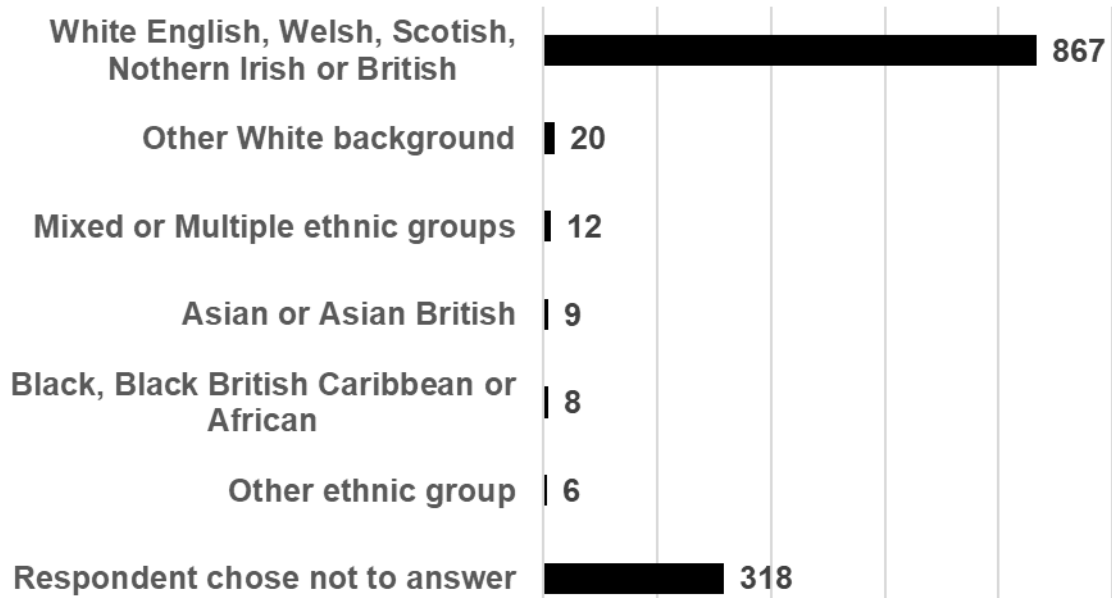 White English, Welsh, Scotish,
Nothern Irish or British
867
Other White background
20
Mixed or Multiple ethnic groups
12
Asian or Asian British
9
Black, Black British Caribbean or
African
8
Other ethnic group
6
Respondent chose not to answer
318